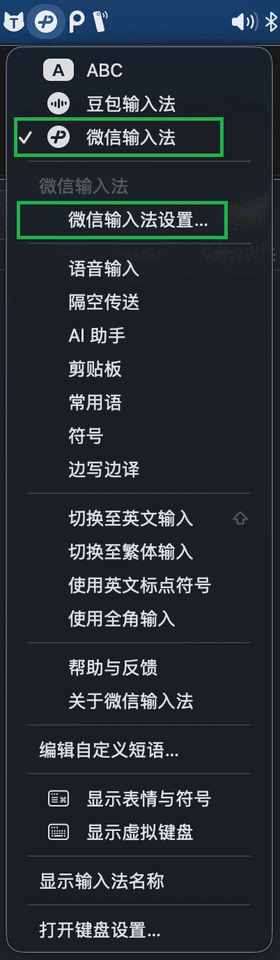 A ABC
豆包输入法
微信输入法
微信输入法
微信输入法设置...
语音输入
隔空传送
AI 助手
剪贴板
常用语
符号
边写边译
切换至英文输入
切换至繁体输入
使用英文标点符号
使用全角输入
帮助与反馈
关于微信输入法
编辑自定义短语...
显示表情与符号
显示虚拟键盘
显示输入法名称
打开键盘设置...